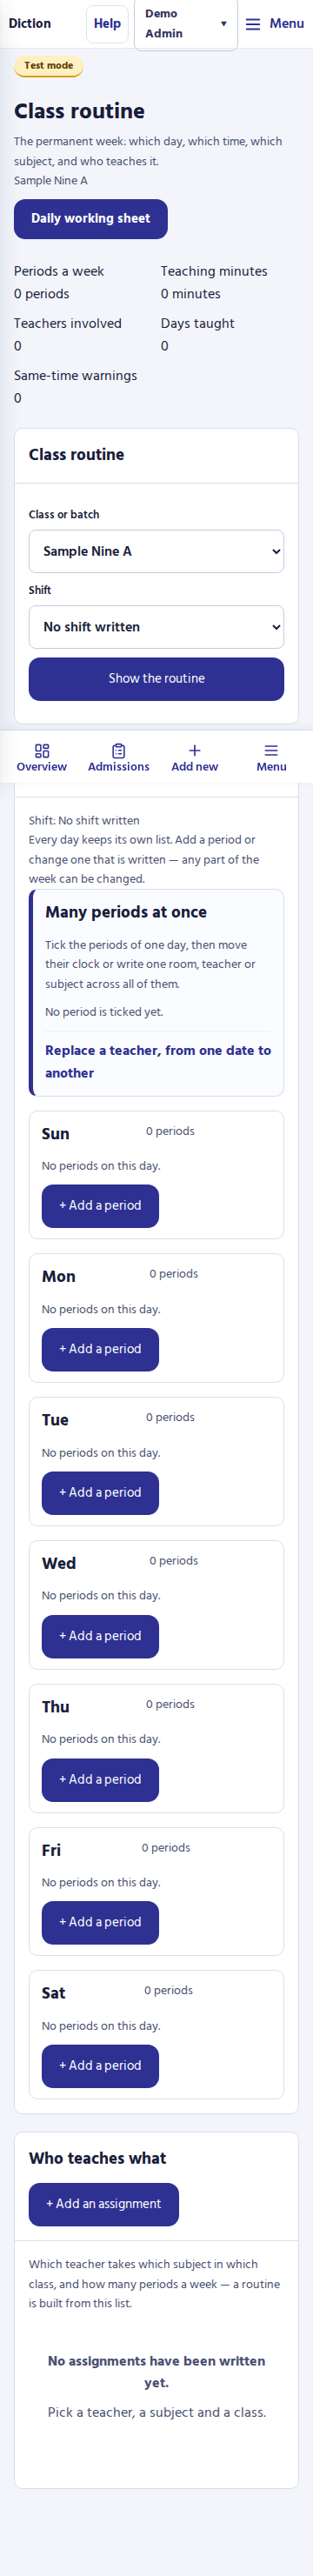 Diction
Help
Demo
Admin
Menu
Test mode
Class routine
The permanent week: which day, which time, which
subject, and who teaches it.
Sample Nine A
Daily working sheet
Periods a week
0 periods
Teaching minutes
0 minutes
Teachers involved
0
Days taught
0
Same-time warnings
0
Class routine
Class or batch
Sample Nine A
Shift
No shift written
Show the routine
Overview
Admissions
Add new
Menu
Shift: No shift written
Every day keeps its own list. Add a period or
change one that is written — any part of the
week can be changed.
Many periods at once
Tick the periods of one day, then move
their clock or write one room, teacher or
subject across all of them.
No period is ticked yet.
Replace a teacher, from one date to
another
Sun
0 periods
No periods on this day.
+ Add a period
Mon
0 periods
No periods on this day.
+ Add a period
Tue
0 periods
No periods on this day.
+ Add a period
Wed
0 periods
No periods on this day.
+ Add a period
Thu
0 periods
No periods on this day.
+ Add a period
Fri
0 periods
No periods on this day.
+ Add a period
Sat
0 periods
No periods on this day.
+ Add a period
Who teaches what
+ Add an assignment
Which teacher takes which subject in which
class, and how many periods a week — a routine
is built from this list.
No assignments have been written
yet.
Pick a teacher, a subject and a class.